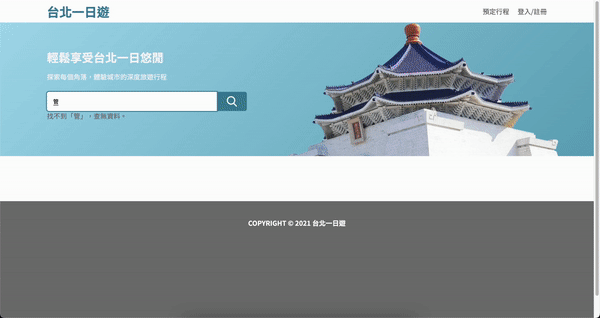 台北一日遊
預定行程 登入/註冊
輕鬆享受台北一日悠閒
探索每個角落，體驗城市的深度旅遊行程
找不到「」，查無資料。
COPYRIGHT © 2021 台北一日遊